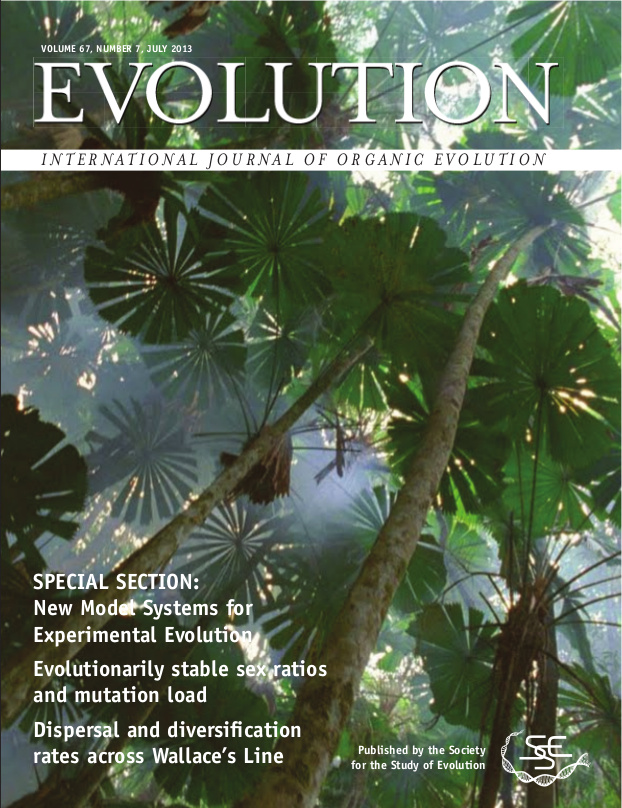 VOLUME 67, NUMBER 7, JULY 2013
EVOLUTION
INTERNATIONAL JOURNAL OF ORGANIC EVOLUTION
SPECIAL SECTION:
New Model Systems for
Experimental Evolution
Evolutionarily stable sex ratios
and mutation load
Dispersal and diversification
rates across Wallace's Line
Published by the Society
for the Study of Evolution
SSE